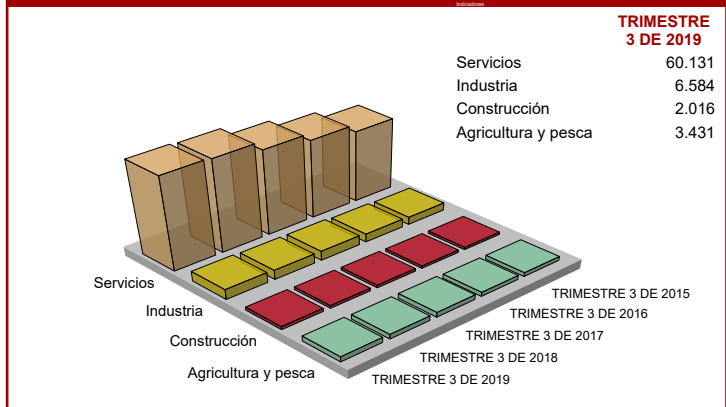 Indicadores
TRIMESTRE
3 DE 2019
Servicios 60.131
Industria 6.584
Construcción 2.016
Agricultura y pesca 3.431
Servicios
Industria
Construcción
Agricultura y pesca
TRIMESTRE 3 DE 2015
TRIMESTRE 3 DE 2016
TRIMESTRE 3 DE 2017
TRIMESTRE 3 DE 2018
TRIMESTRE 3 DE 2019